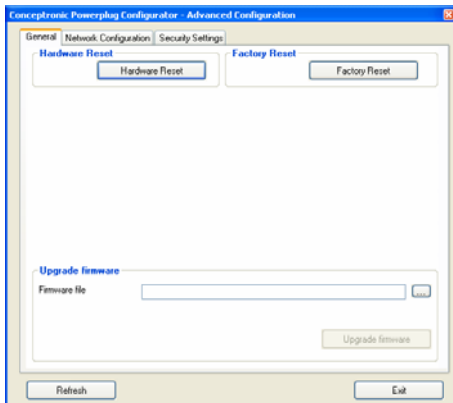 Conceptronic Powerplug Configurator - Advanced Configuration
General Network Configuration Security Settings
Hardware Reset Factory Reset
Hardware Reset Factory Reset
Upgrade firmware
Firmware file ...
Upgrade firmware
Refresh Exit